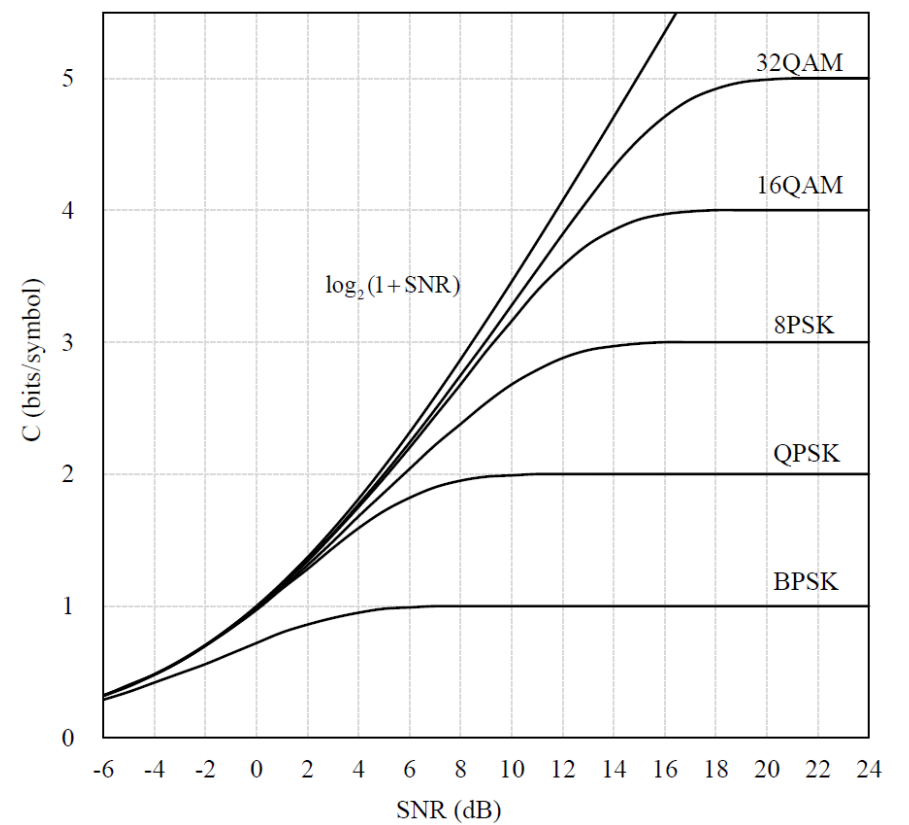 5
32QAM
16QAM
4
log₂(1+SNR)
8PSK
3
C (bits/symbol)
QPSK
2
BPSK
1
0
-6 -4 -2 0 2 4 6 8 10 12 14 16 18 20 22 24
SNR (dB)